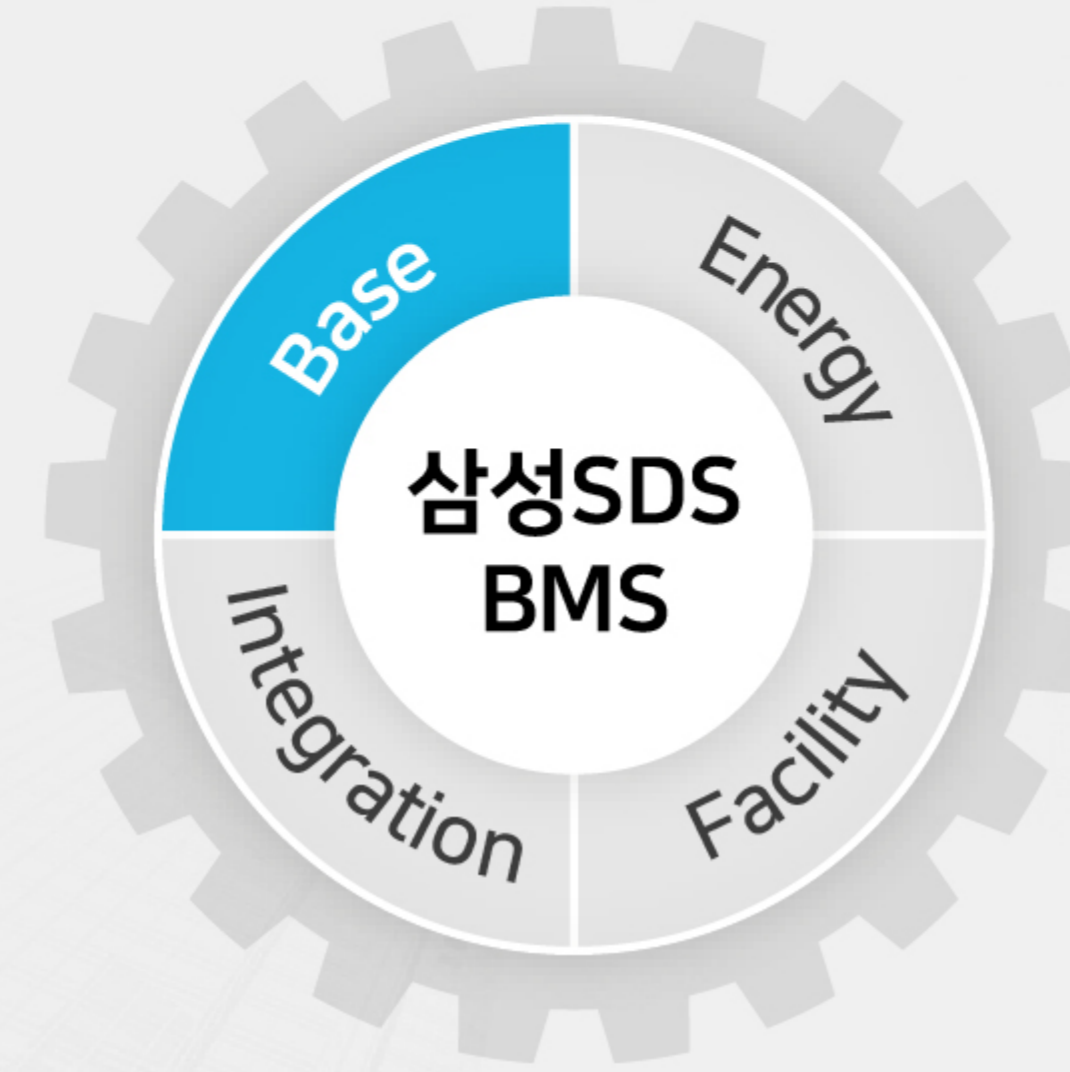 Base
Energy
삼성SDS
BMS
Integration
Facility